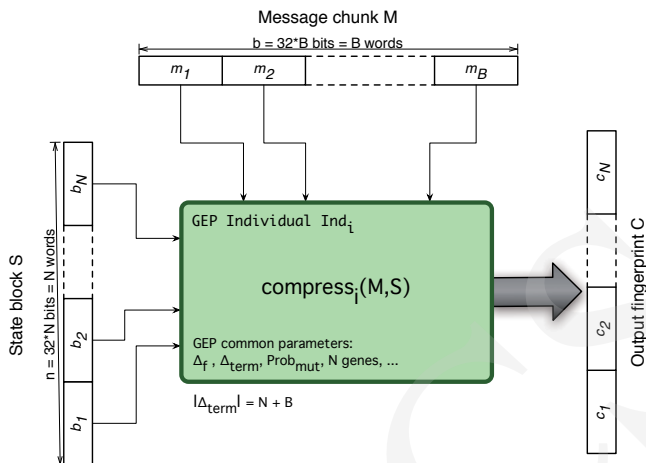 Message chunk M
b = 32*B bits = B words
m1 m2 mB
State block S
n = 32*N bits = N words
bN
b2
b1
GEP Individual Indi
compressi(M,S)
GEP common parameters:
Δf , Δterm, Probmut, N genes, ...
|Δterm| = N + B
Output fingerprint C
cN
c2
c1